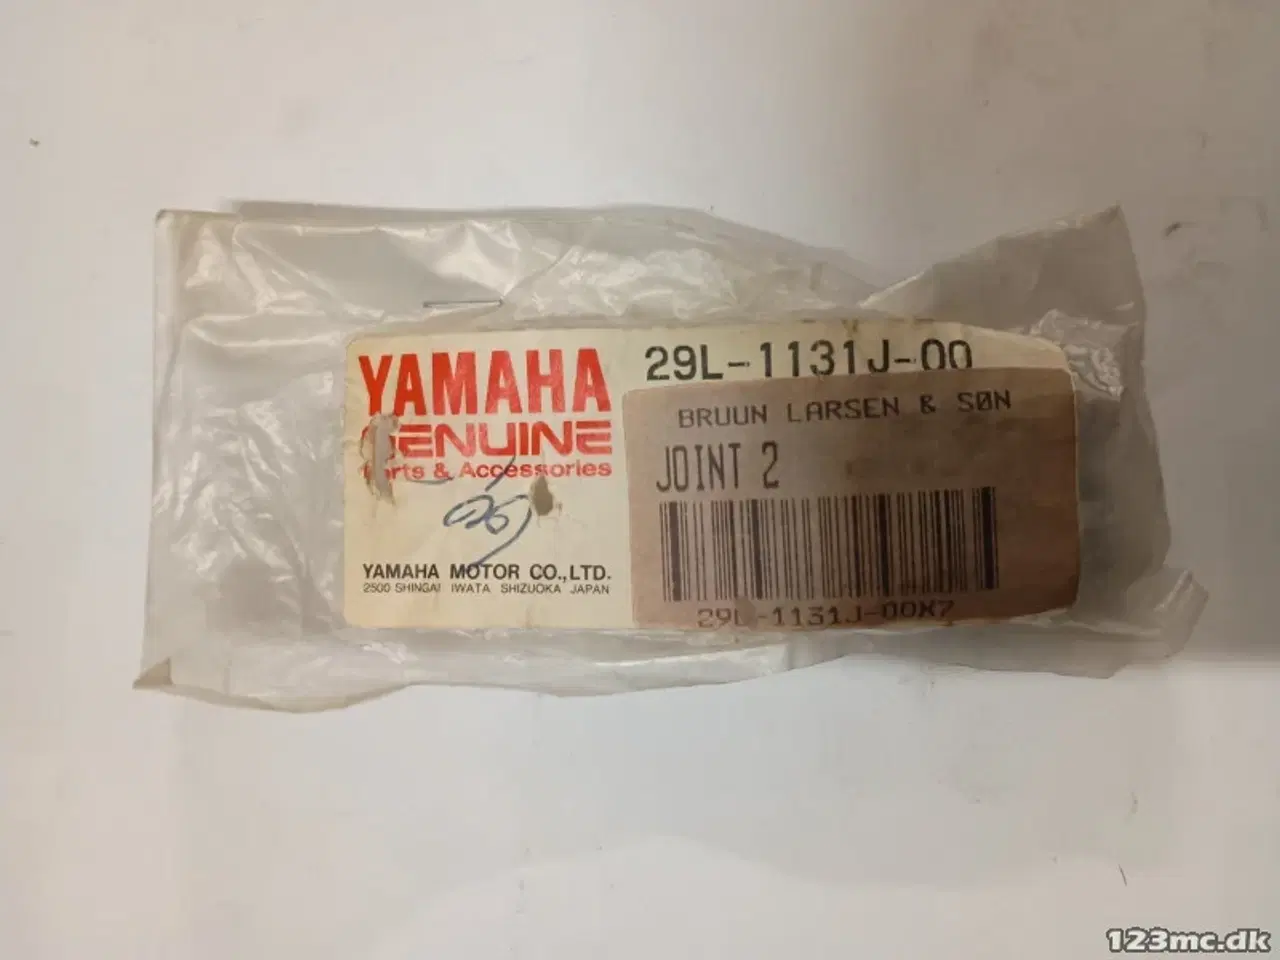 YAMAHA
GENUINE
Parts & Accessories
YAMAHA MOTOR CO.,LTD.
2500 SHINGAI IWATA SHIZUOKA JAPAN
29L-1131J-00
BRUUN LARSEN & SØN
JOINT 2
29L-1131J-00X7
123mc.dk